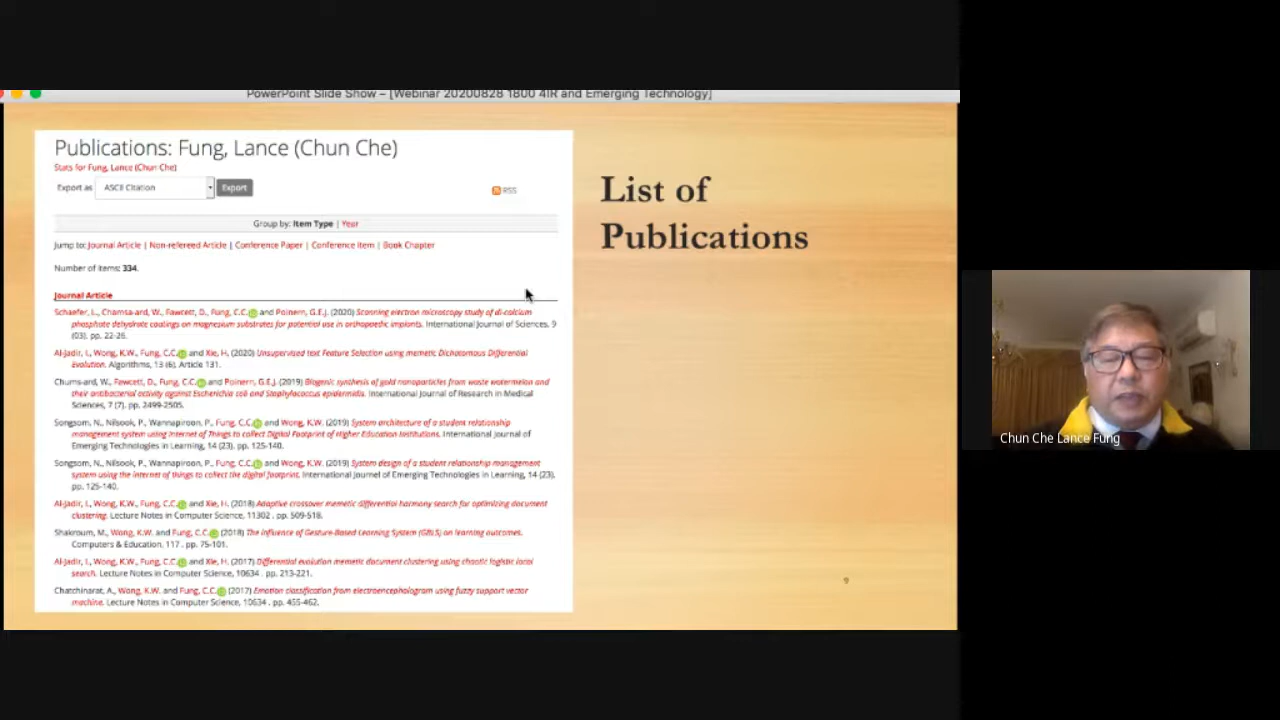 PowerPoint Slide Show – [Webinar 20200828 1800 4IR and Emerging Technology]
Publications: Fung, Lance (Chun Che)
Stats for Fung, Lance (Chun Che)
Export as ASCII Citation Export
RSS
Group by: Item Type | Year
Jump to: Journal Article | Non-refereed Article | Conference Paper | Conference Item | Book Chapter
Number of items: 334.
Journal Article
Schaefer, L., Chamsa-ard, W., Fawcett, D., Fung, C.C. and Poinern, G.E.J. (2020) Scanning electron microscopy study of di-calcium
phosphate dehydrate coatings on magnesium substrates for potential use in orthopaedic implants. International Journal of Sciences, 9
(03). pp. 22-26.
Al-Jadir, I., Wong, K.W., Fung, C.C. and Xie, H. (2020) Unsupervised text Feature Selection using memetic Dichotomous Differential
Evolution. Algorithms, 13 (6). Article 131.
Chums-ard, W., Fawcett, D., Fung, C.C. and Poinern, G.E.J. (2019) Biogenic synthesis of gold nanoparticles from waste watermelon and
their antibacterial activity against Escherichia coli and Staphylococcus epidermidis. International Journal of Research in Medical
Sciences, 7 (7). pp. 2499-2505.
Songsom, N., Nilsook, P., Wannapiroon, P., Fung, C.C. and Wong, K.W. (2019) System architecture of a student relationship
management system using Internet of Things to collect Digital Footprint of Higher Education Institutions. International Journal of
Emerging Technologies in Learning, 14 (23). pp. 125-140.
Songsom, N., Nilsook, P., Wannapiroon, P., Fung, C.C. and Wong, K.W. (2019) System design of a student relationship management
system using the internet of things to collect the digital footprint. International Journal of Emerging Technologies in Learning, 14 (23).
pp. 125-140.
Al-Jadir, I., Wong, K.W., Fung, C.C. and Xie, H. (2018) Adaptive crossover memetic differential harmony search for optimizing document
clustering. Lecture Notes in Computer Science, 11302 . pp. 509-518.
Shakroum, M., Wong, K.W. and Fung, C.C. (2018) The influence of Gesture-Based Learning System (GBLS) on learning outcomes.
Computers & Education, 117 . pp. 75-101.
Al-Jadir, I., Wong, K.W., Fung, C.C. and Xie, H. (2017) Differential evolution memetic document clustering using chaotic logistic local
search. Lecture Notes in Computer Science, 10634 . pp. 213-221.
Chatchinarat, A., Wong, K.W. and Fung, C.C. (2017) Emotion classification from electroencephalogram using fuzzy support vector
machine. Lecture Notes in Computer Science, 10634 . pp. 455-462.
List of
Publications
9
Chun Che Lance Fung